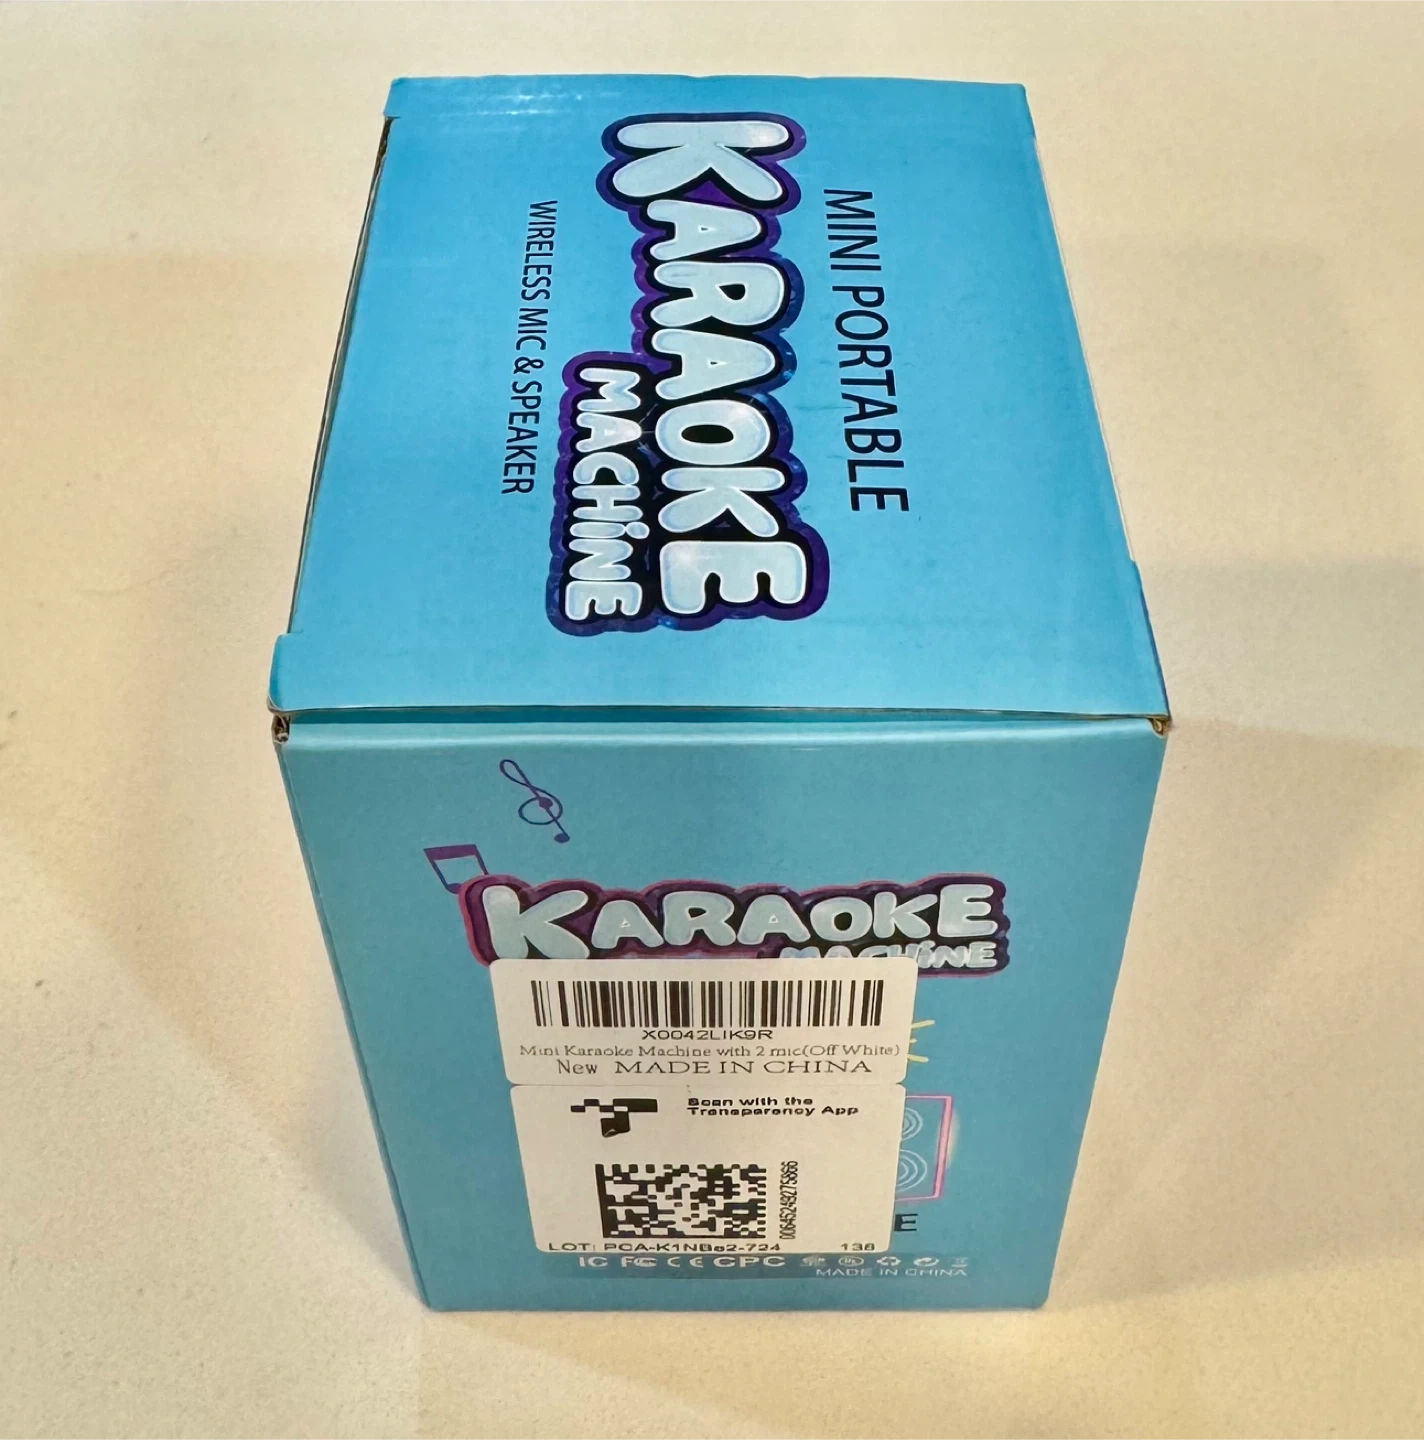 MINI PORTABLE
KARAOKE
MACHiNE
WIRELESS MIC & SPEAKER
KARAOKE
MACHiNE
X0042LIK9R
Mini Karaoke Machine with 2 mic(Off White)
New MADE IN CHINA
Scan with the
Transparency App
LOT: PCA-K1NBs2-724 138
E
IC FC CE CPC
MADE IN CHINA